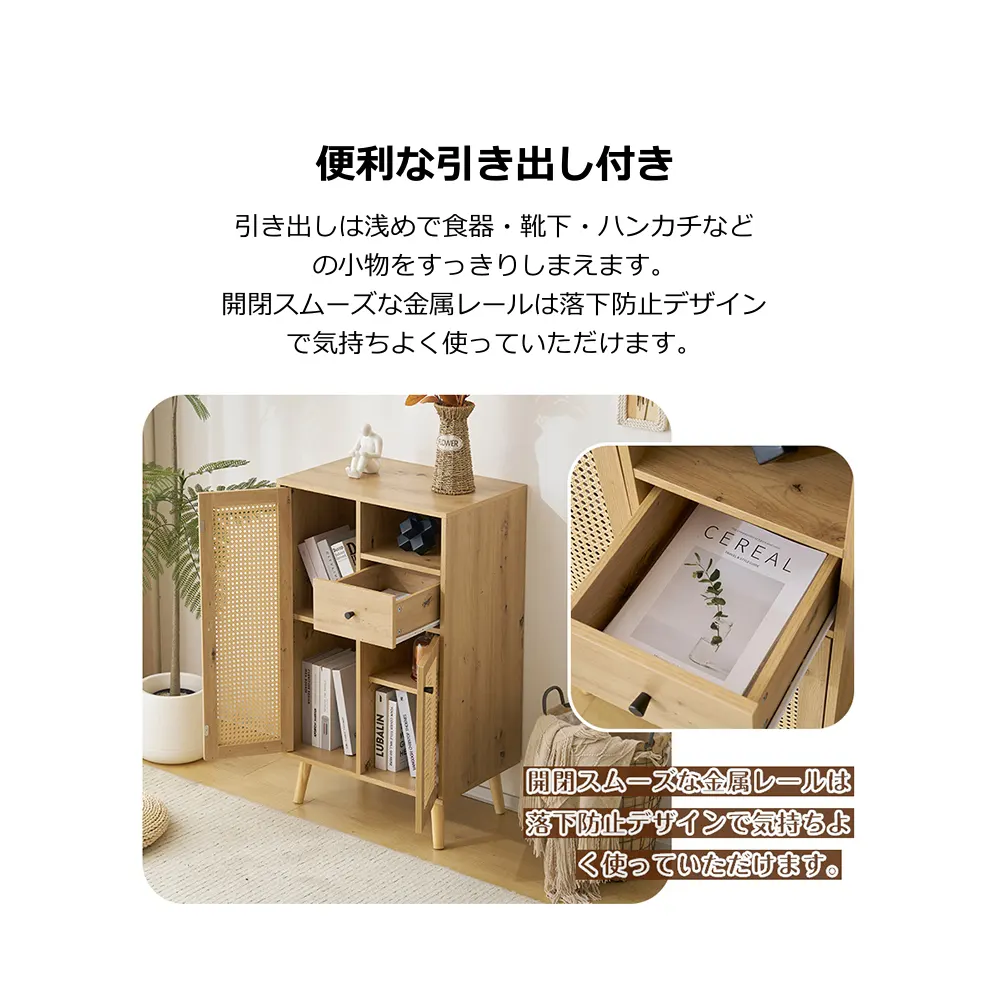 便利な引き出し付き
引き出しは浅めで食器・靴下・ハンカチなど
の小物をすっきりしまえます。
開閉スムーズな金属レールは落下防止デザイン
で気持ちよく使っていただけます。
FLOWER
CEREAL
LUBALIN
開閉スムーズな金属レールは
落下防止デザインで気持ちよ
く使っていただけます。